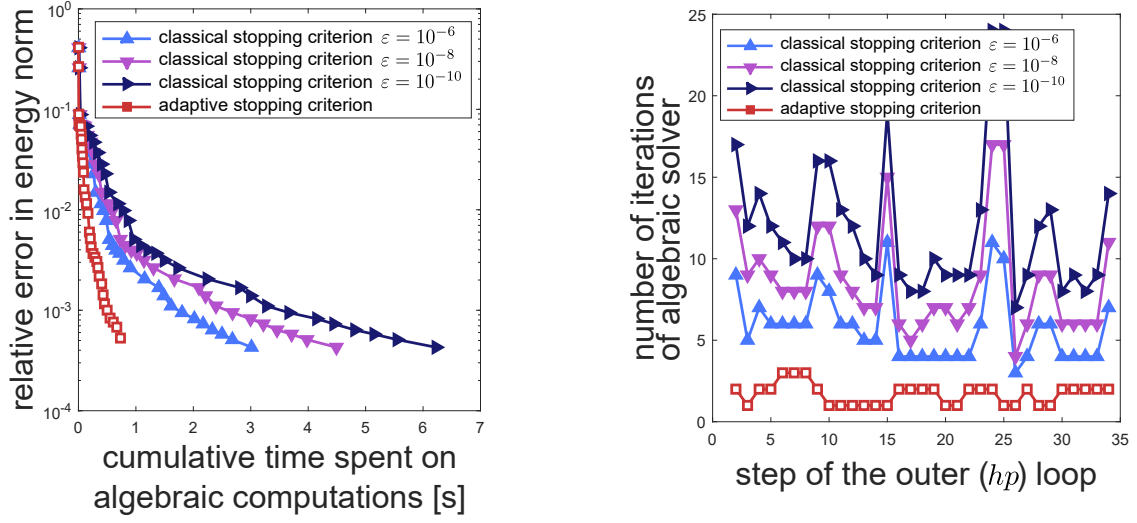 relative error in energy norm
10^0
10^-1
10^-2
10^-3
10^-4
classical stopping criterion ε = 10^-6
classical stopping criterion ε = 10^-8
classical stopping criterion ε = 10^-10
adaptive stopping criterion
0 1 2 3 4 5 6 7
cumulative time spent on
algebraic computations [s]
number of iterations
of algebraic solver
25
20
15
10
5
0
classical stopping criterion ε = 10^-6
classical stopping criterion ε = 10^-8
classical stopping criterion ε = 10^-10
adaptive stopping criterion
0 5 10 15 20 25 30 35
step of the outer (hp) loop